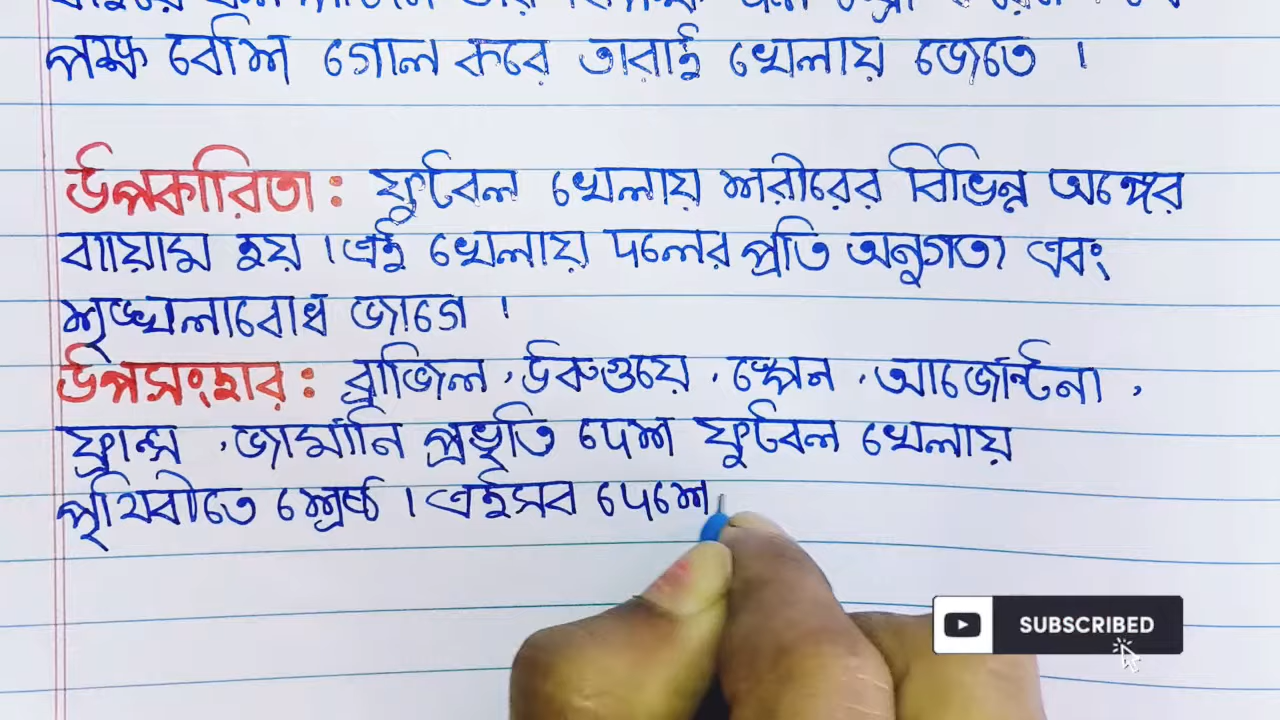 পক্ষ বেশি গোল করে তারাই খেলায় জেতে ।
উপকারিতা : ফুটবল খেলায় শরীরের বিভিন্ন অঙ্গের
ব্যায়াম হয় । এই খেলায় দলের প্রতি অনুগত্য এবং
শৃঙ্খলাবোধ জাগে ।
উপসংহার : ব্রাজিল , উরুগুয়ে , স্পেন , আর্জেন্টিনা ,
ফ্রান্স , জার্মানি প্রভৃতি দেশ ফুটবল খেলায়
পৃথিবীতে শ্রেষ্ঠ । এইসব দেশে
SUBSCRIBED